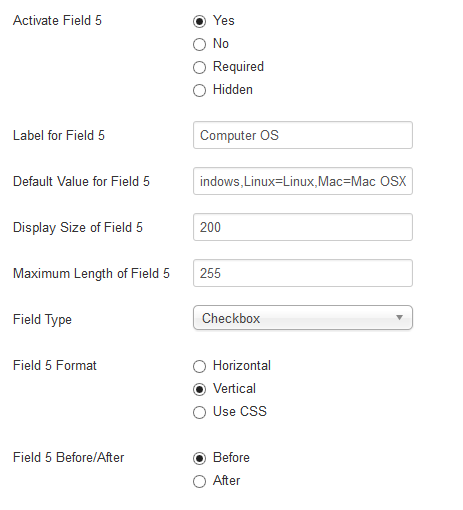 Activate Field 5 Yes
No
Required
Hidden
Label for Field 5 Computer OS
Default Value for Field 5 indows,Linux=Linux,Mac=Mac OSX
Display Size of Field 5 200
Maximum Length of Field 5 255
Field Type Checkbox
Field 5 Format Horizontal
Vertical
Use CSS
Field 5 Before/After Before
After